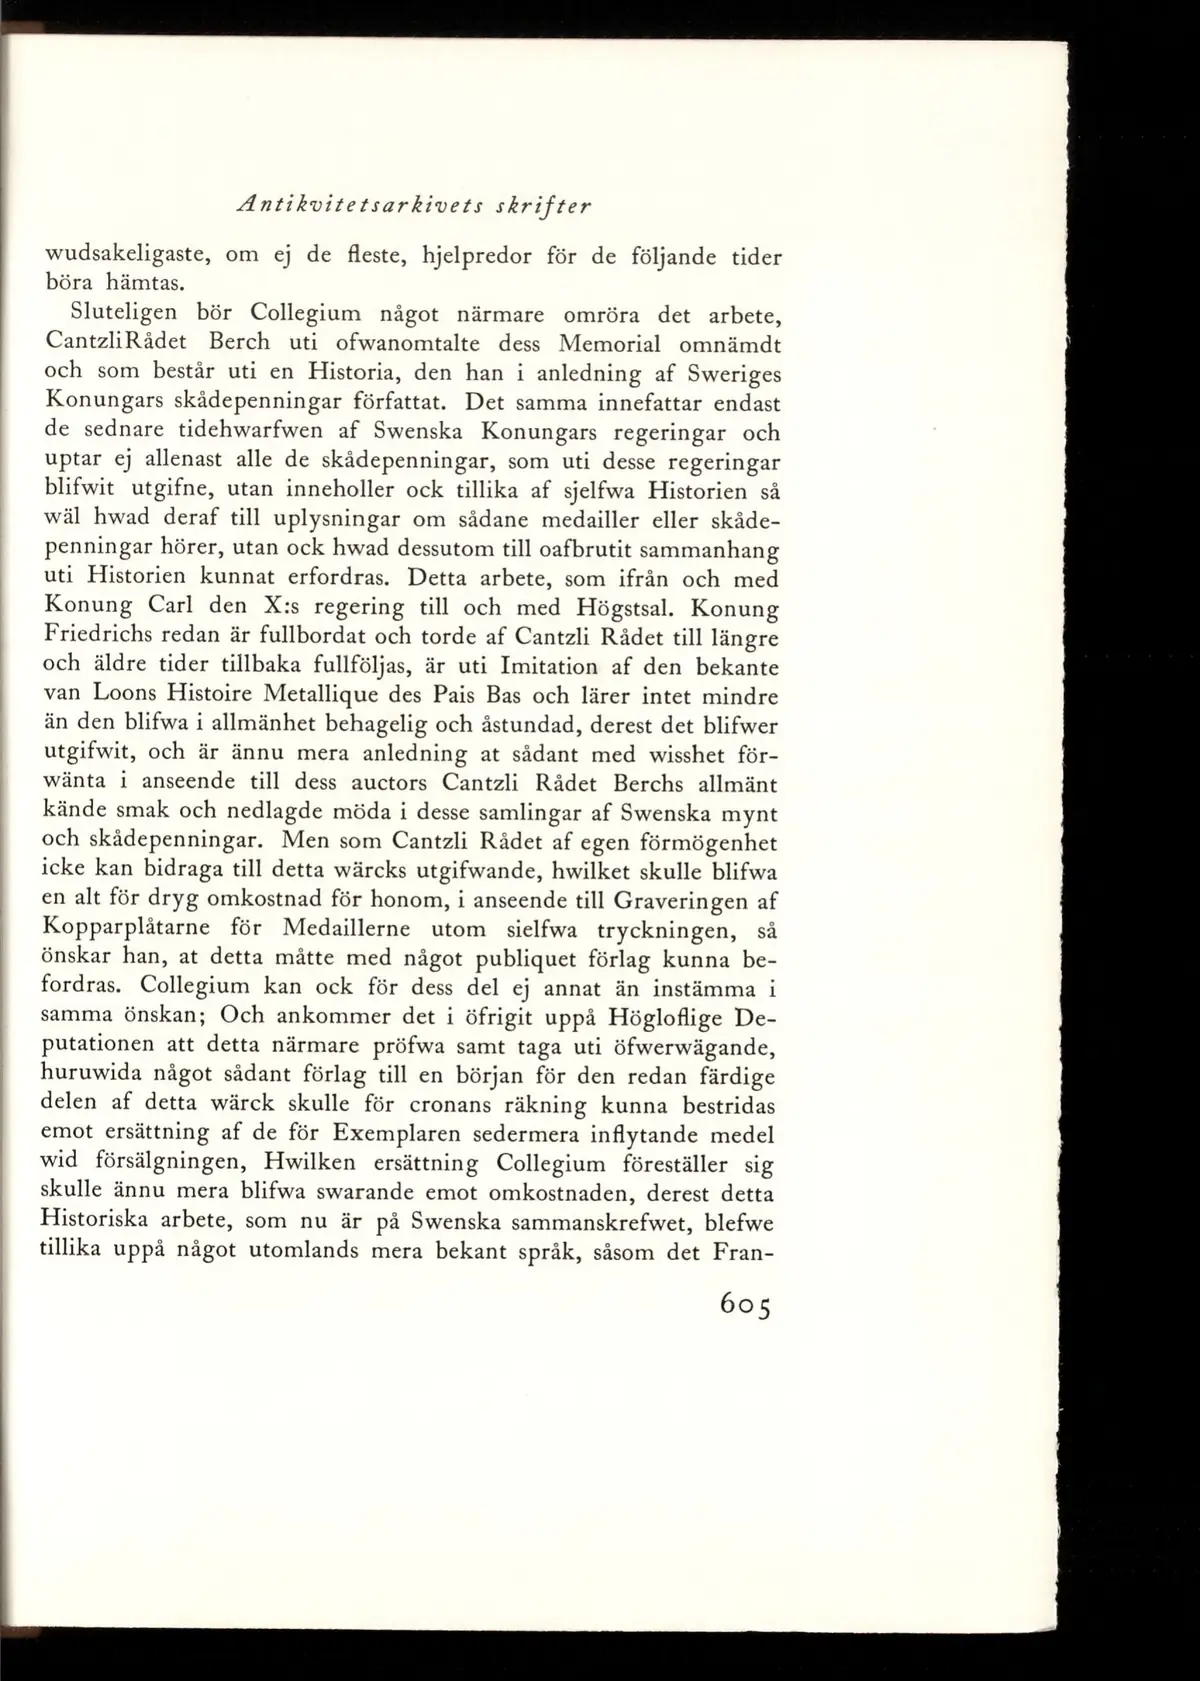 Antikvitetsarkivets skrifter
wudsakeligaste, om ej de fleste, hjelpredor för de följande tider
böra hämtas.
Sluteligen bör Collegium något närmare omröra det arbete,
CantzliRådet Berch uti ofwanomtalte dess Memorial omnämdt
och som består uti en Historia, den han i anledning af Sweriges
Konungars skådepenningar författat. Det samma innefattar endast
de sednare tidehwarfwen af Swenska Konungars regeringar och
uptar ej allenast alle de skådepenningar, som uti desse regeringar
blifwit utgifne, utan inneholler ock tillika af sjelfwa Historien så
wäl hwad deraf till uplysningar om sådane medailler eller skåde-
penningar hörer, utan ock hwad dessutom till oafbrutit sammanhang
uti Historien kunnat erfordras. Detta arbete, som ifrån och med
Konung Carl den X:s regering till och med Högstsal. Konung
Friedrichs redan är fullbordat och torde af Cantzli Rådet till längre
och äldre tider tillbaka fullföljas, är uti Imitation af den bekante
van Loons Histoire Metallique des Pais Bas och lärer intet mindre
än den blifwa i allmänhet behagelig och åstundad, derest det blifwer
utgifwit, och är ännu mera anledning at sådant med wisshet för-
wänta i anseende till dess auctors Cantzli Rådet Berchs allmänt
kände smak och nedlagde möda i desse samlingar af Swenska mynt
och skådepenningar. Men som Cantzli Rådet af egen förmögenhet
icke kan bidraga till detta wärcks utgifwande, hwilket skulle blifwa
en alt för dryg omkostnad för honom, i anseende till Graveringen af
Kopparplåtarne för Medaillerne utom sielfwa tryckningen, så
önskar han, at detta måtte med något publiquet förlag kunna be-
fordras. Collegium kan ock för dess del ej annat än instämma i
samma önskan; Och ankommer det i öfrigit uppå Högloflige De-
putationen att detta närmare pröfwa samt taga uti öfwerwägande,
huruwida något sådant förlag till en början för den redan färdige
delen af detta wärck skulle för cronans räkning kunna bestridas
emot ersättning af de för Exemplaren sedermera inflytande medel
wid försälgningen, Hwilken ersättning Collegium föreställer sig
skulle ännu mera blifwa swarande emot omkostnaden, derest detta
Historiska arbete, som nu är på Swenska sammanskrefwet, blefwe
tillika uppå något utomlands mera bekant språk, såsom det Fran-
605